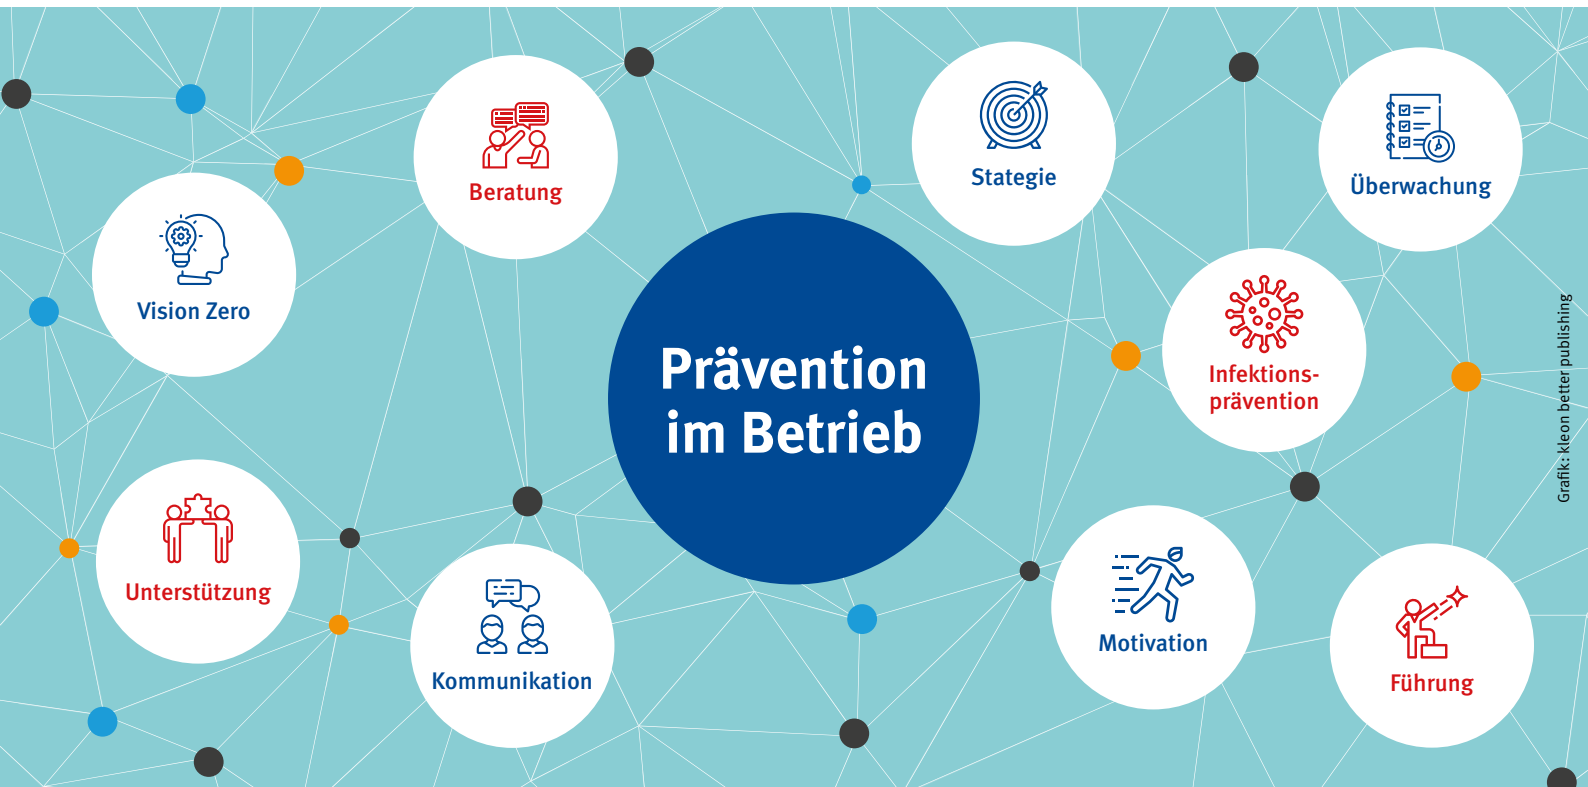 Beratung
Stategie
Überwachung
Vision Zero
Prävention
im Betrieb
Infektions-
prävention
Unterstützung
Kommunikation
Motivation
Führung
Grafik: kleon better publishing